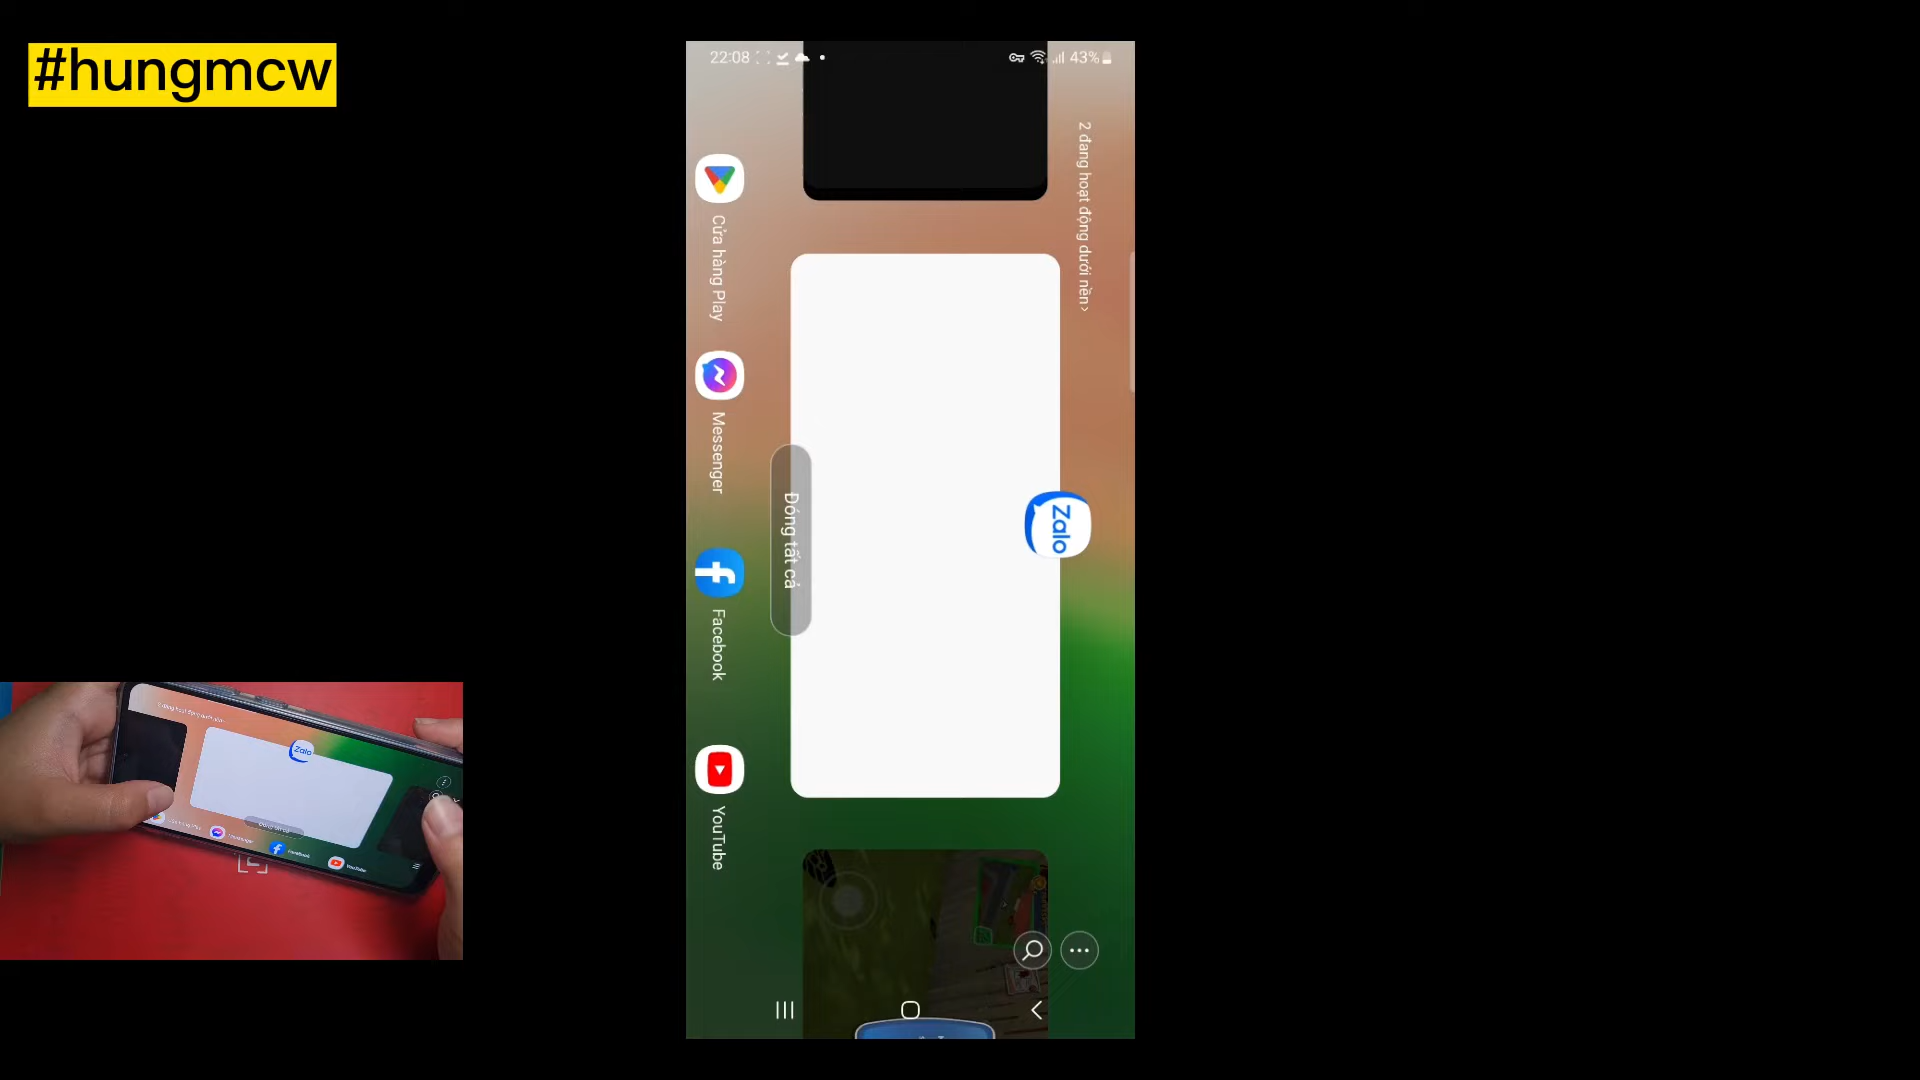 #hungmcw
22:08
43%
2 đang hoạt động dưới nền
Zalo
Đóng tất cả
Cửa hàng Play
Messenger
Facebook
YouTube
Zalo